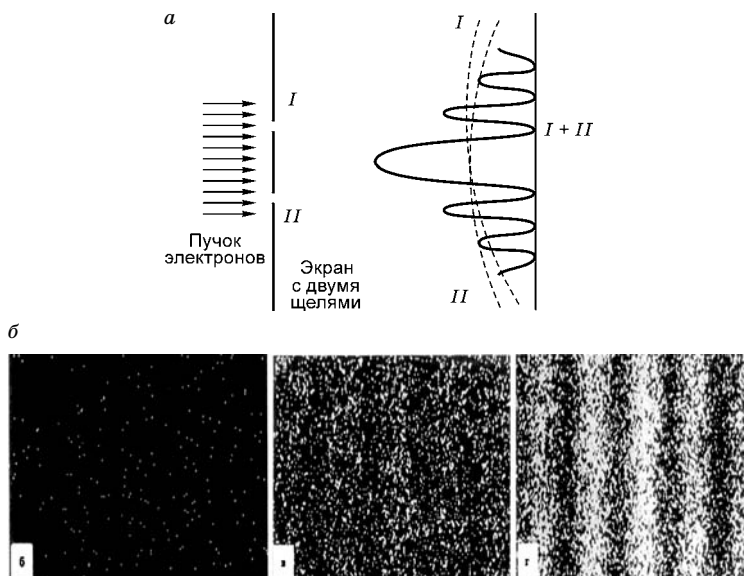 а
I
I
I + II
II
Пучок
электронов
Экран
с двумя
щелями
II
б
б
в
г